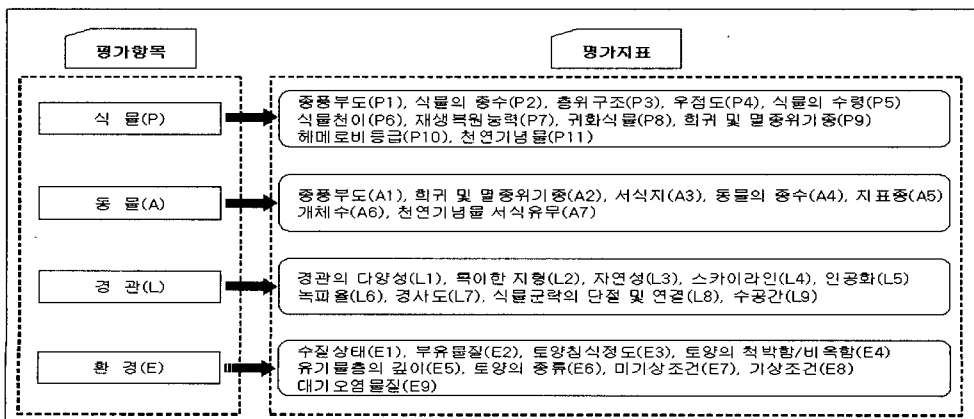 평가항목
평가지표
식 물(P)
종풍부도(P1), 식물의 종수(P2), 층위구조(P3), 우점도(P4), 식물의 수령(P5)
식물천이(P6), 재생복원능력(P7), 귀화식물(P8), 희귀 및 멸종위기종(P9)
헤메로비등급(P10), 천연기념물(P11)
동 물(A)
종풍부도(A1), 희귀 및 멸종위기종(A2), 서식지(A3), 동물의 종수(A4), 지표종(A5)
개체수(A6), 천연기념물 서식유무(A7)
경 관(L)
경관의 다양성(L1), 특이한 지형(L2), 자연성(L3), 스카이라인(L4), 인공화(L5)
녹파율(L6), 경사도(L7), 식물군락의 단절 및 연결(L8), 수공간(L9)
환 경(E)
수질상태(E1), 부유물질(E2), 토양침식정도(E3), 토양의 척박함/비옥함(E4)
유기물층의 깊이(E5), 토양의 종류(E6), 미기상조건(E7), 기상조건(E8)
대기오염물질(E9)